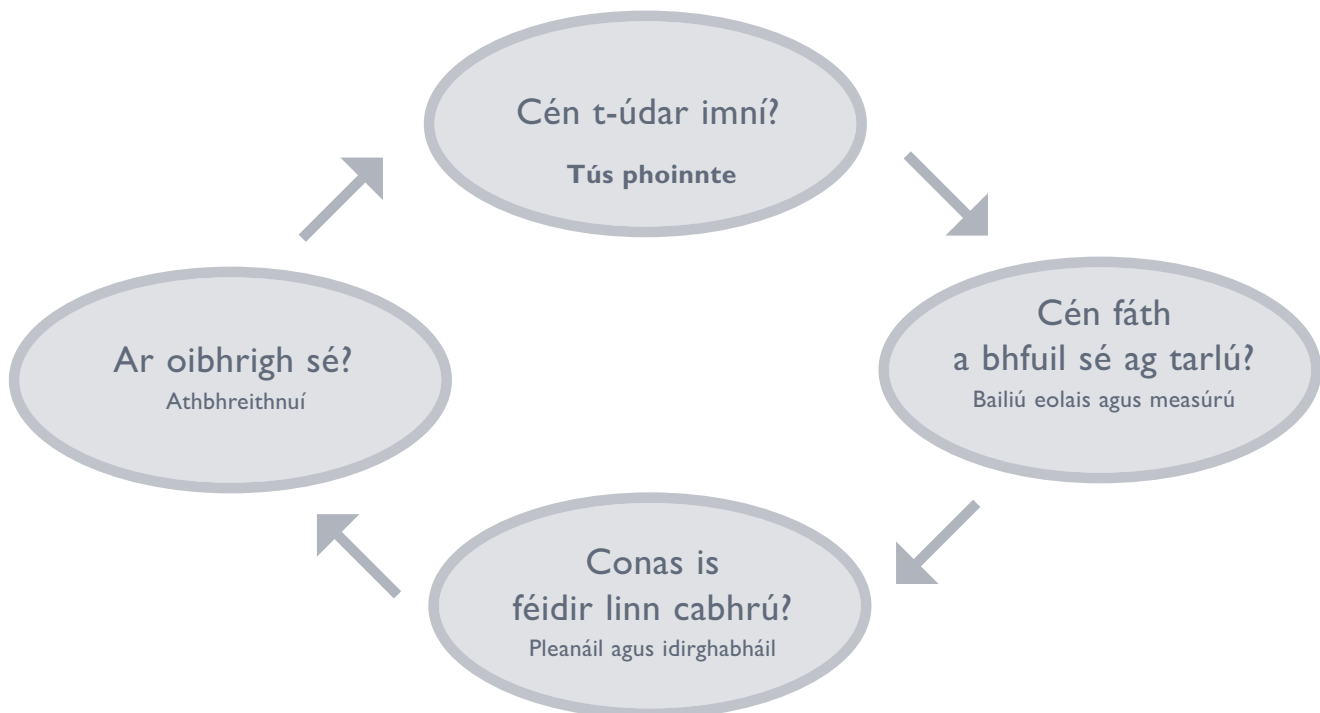 Cén t-údar imní?
Tús phoinnte
Cén fáth
a bhfuil sé ag tarlú?
Bailiú eolais agus measúrú
Conas is
féidir linn cabhrú?
Pleanáil agus idirghabháil
Ar oibhrigh sé?
Athbhreithnuí